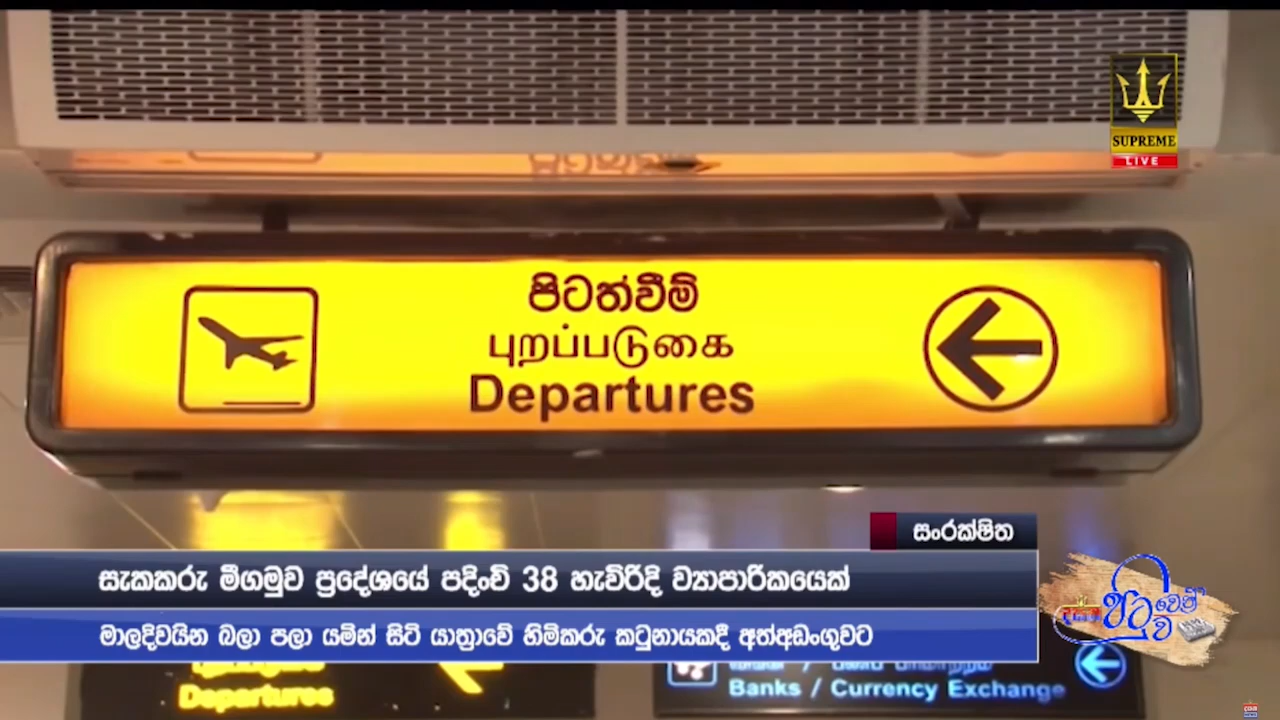 SUPREME
LIVE
පිටත්වීම්
புறப்படுகை
Departures
සංරක්ෂිත
සැකකරු මීගමුව ප්‍රදේශයේ පදිංචි 38 හැවිරිදි ව්‍යාපාරිකයෙක්
මාලදිවයින බලා පලා යමින් සිටි යාත්‍රාවේ හිමිකරු කටුනායකදී අත්අඩංගුවට
Departures
Banks / Currency Exchange